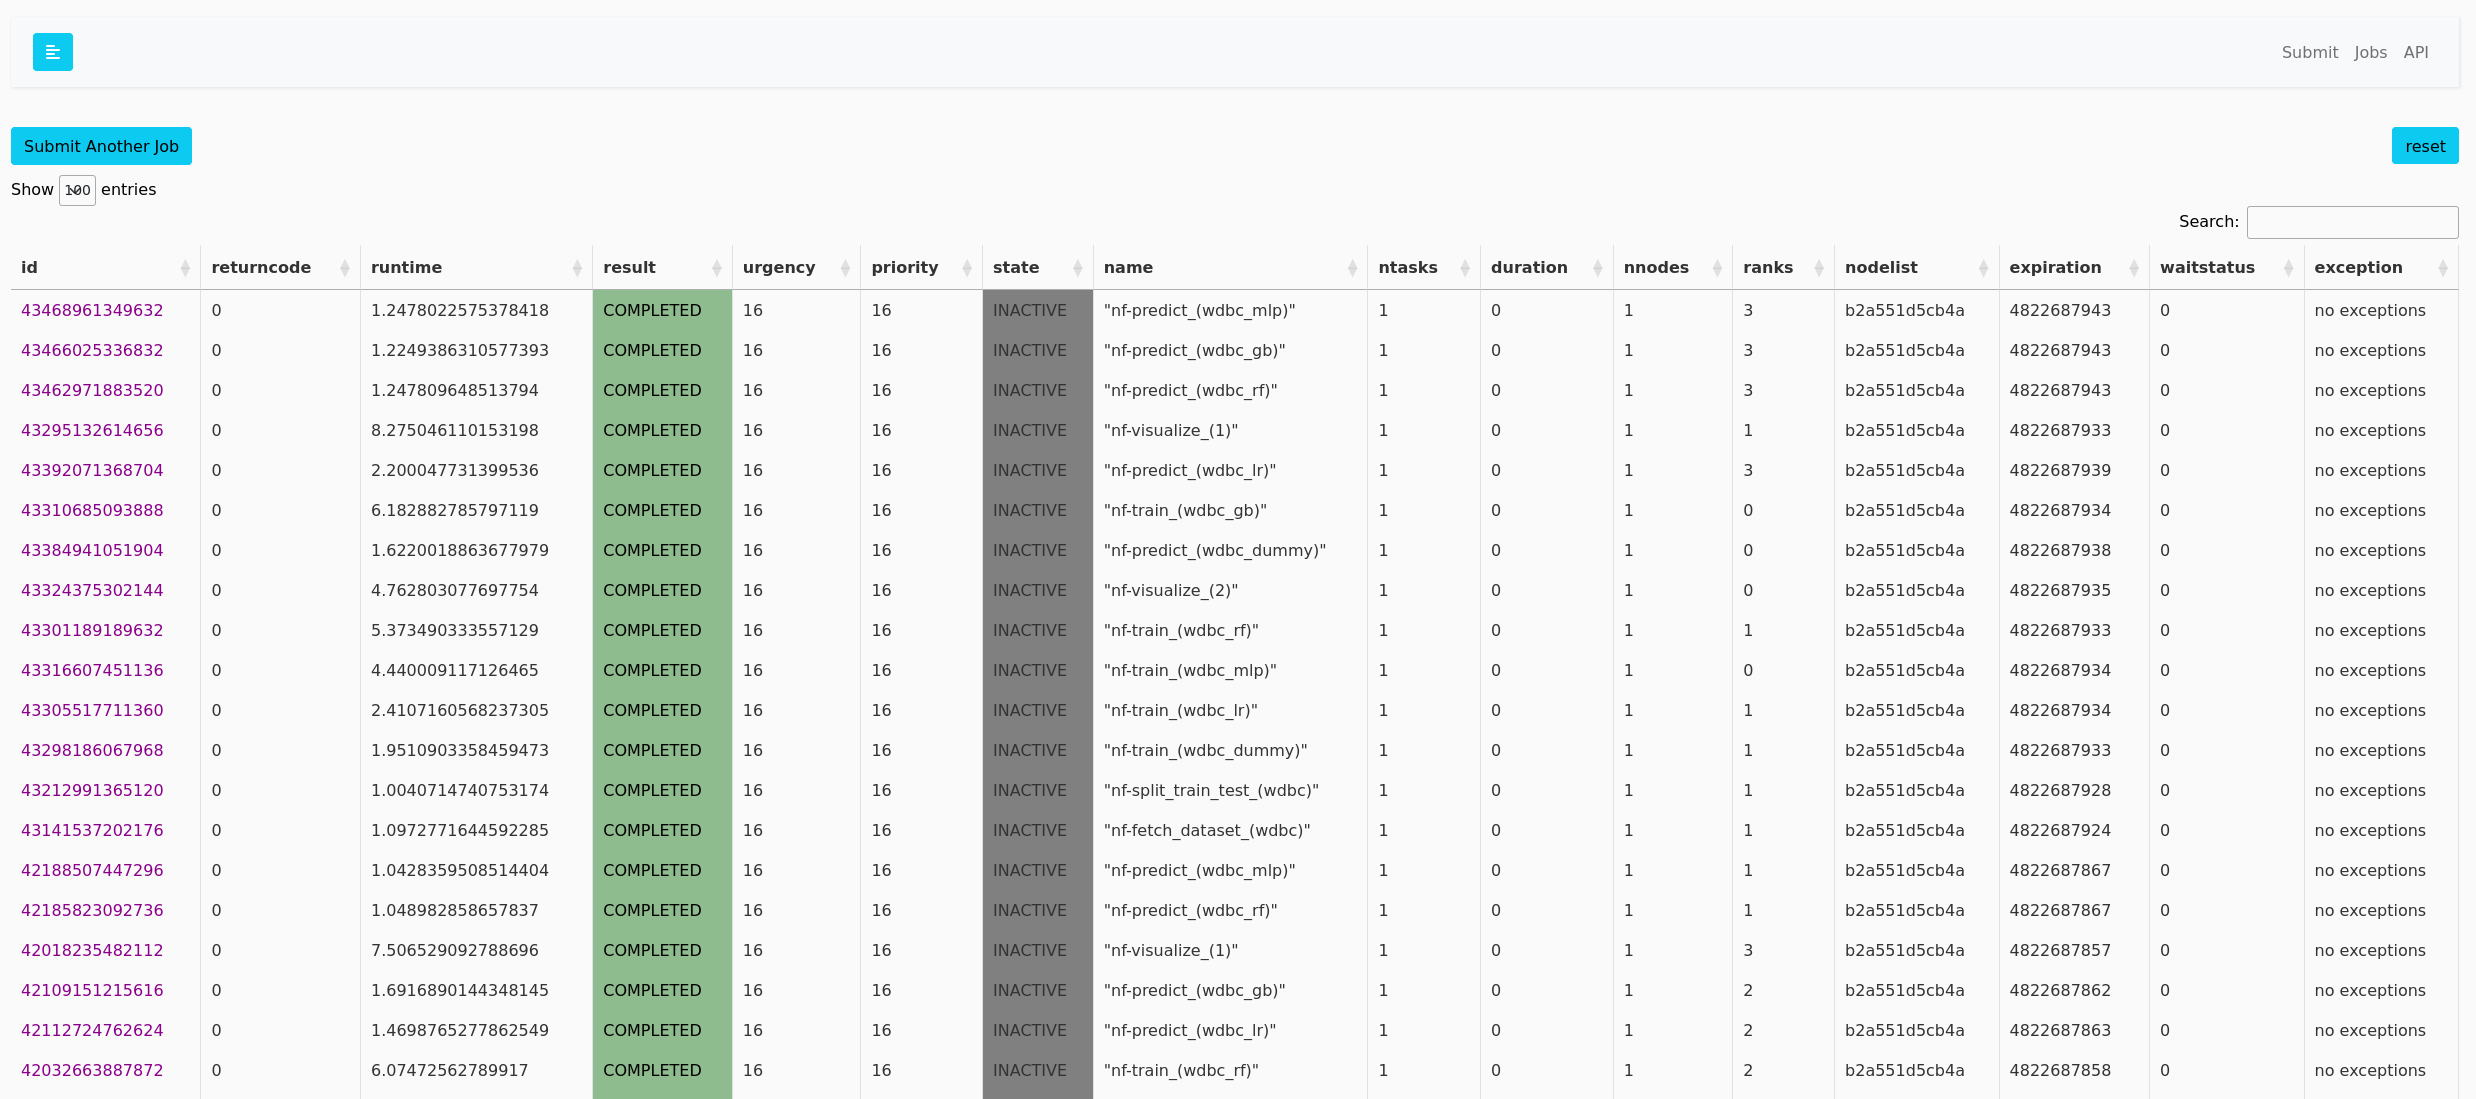 Submit Jobs API
Submit Another Job reset
Show 100 entries
Search:
id returncode runtime result urgency priority state name ntasks duration nnodes ranks nodelist expiration waitstatus exception
43468961349632 0 1.2478022575378418 COMPLETED 16 16 INACTIVE "nf-predict_(wdbc_mlp)" 1 0 1 3 b2a551d5cb4a 4822687943 0 no exceptions
43466025336832 0 1.2249386310577393 COMPLETED 16 16 INACTIVE "nf-predict_(wdbc_gb)" 1 0 1 3 b2a551d5cb4a 4822687943 0 no exceptions
43462971883520 0 1.247809648513794 COMPLETED 16 16 INACTIVE "nf-predict_(wdbc_rf)" 1 0 1 3 b2a551d5cb4a 4822687943 0 no exceptions
43295132614656 0 8.275046110153198 COMPLETED 16 16 INACTIVE "nf-visualize_(1)" 1 0 1 1 b2a551d5cb4a 4822687933 0 no exceptions
43392071368704 0 2.200047731399536 COMPLETED 16 16 INACTIVE "nf-predict_(wdbc_lr)" 1 0 1 3 b2a551d5cb4a 4822687939 0 no exceptions
43310685093888 0 6.182882785797119 COMPLETED 16 16 INACTIVE "nf-train_(wdbc_gb)" 1 0 1 0 b2a551d5cb4a 4822687934 0 no exceptions
43384941051904 0 1.6220018863677979 COMPLETED 16 16 INACTIVE "nf-predict_(wdbc_dummy)" 1 0 1 0 b2a551d5cb4a 4822687938 0 no exceptions
43324375302144 0 4.762803077697754 COMPLETED 16 16 INACTIVE "nf-visualize_(2)" 1 0 1 0 b2a551d5cb4a 4822687935 0 no exceptions
43301189189632 0 5.373490333557129 COMPLETED 16 16 INACTIVE "nf-train_(wdbc_rf)" 1 0 1 1 b2a551d5cb4a 4822687933 0 no exceptions
43316607451136 0 4.440009117126465 COMPLETED 16 16 INACTIVE "nf-train_(wdbc_mlp)" 1 0 1 0 b2a551d5cb4a 4822687934 0 no exceptions
43305517711360 0 2.4107160568237305 COMPLETED 16 16 INACTIVE "nf-train_(wdbc_lr)" 1 0 1 1 b2a551d5cb4a 4822687934 0 no exceptions
43298186067968 0 1.9510903358459473 COMPLETED 16 16 INACTIVE "nf-train_(wdbc_dummy)" 1 0 1 1 b2a551d5cb4a 4822687933 0 no exceptions
43212991365120 0 1.0040714740753174 COMPLETED 16 16 INACTIVE "nf-split_train_test_(wdbc)" 1 0 1 1 b2a551d5cb4a 4822687928 0 no exceptions
43141537202176 0 1.0972771644592285 COMPLETED 16 16 INACTIVE "nf-fetch_dataset_(wdbc)" 1 0 1 1 b2a551d5cb4a 4822687924 0 no exceptions
42188507447296 0 1.0428359508514404 COMPLETED 16 16 INACTIVE "nf-predict_(wdbc_mlp)" 1 0 1 1 b2a551d5cb4a 4822687867 0 no exceptions
42185823092736 0 1.048982858657837 COMPLETED 16 16 INACTIVE "nf-predict_(wdbc_rf)" 1 0 1 1 b2a551d5cb4a 4822687867 0 no exceptions
42018235482112 0 7.506529092788696 COMPLETED 16 16 INACTIVE "nf-visualize_(1)" 1 0 1 3 b2a551d5cb4a 4822687857 0 no exceptions
42109151215616 0 1.6916890144348145 COMPLETED 16 16 INACTIVE "nf-predict_(wdbc_gb)" 1 0 1 2 b2a551d5cb4a 4822687862 0 no exceptions
42112724762624 0 1.4698765277862549 COMPLETED 16 16 INACTIVE "nf-predict_(wdbc_lr)" 1 0 1 2 b2a551d5cb4a 4822687863 0 no exceptions
42032663887872 0 6.07472562789917 COMPLETED 16 16 INACTIVE "nf-train_(wdbc_rf)" 1 0 1 2 b2a551d5cb4a 4822687858 0 no exceptions